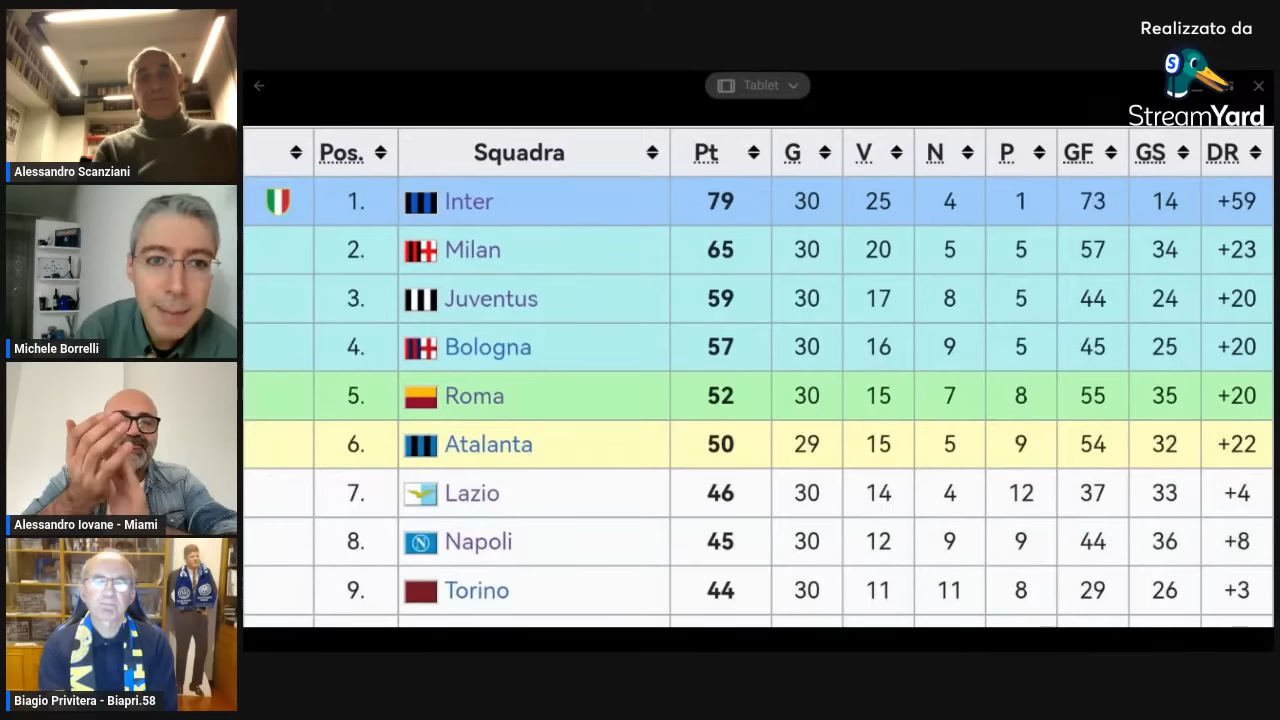 Realizzato da
StreamYard
Tablet
Pos. Squadra Pt G V N P GF GS DR
1. Inter 79 30 25 4 1 73 14 +59
2. Milan 65 30 20 5 5 57 34 +23
3. Juventus 59 30 17 8 5 44 24 +20
4. Bologna 57 30 16 9 5 45 25 +20
5. Roma 52 30 15 7 8 55 35 +20
6. Atalanta 50 29 15 5 9 54 32 +22
7. Lazio 46 30 14 4 12 37 33 +4
8. Napoli 45 30 12 9 9 44 36 +8
9. Torino 44 30 11 11 8 29 26 +3
Alessandro Scanziani
Michele Borrelli
Alessandro Iovane - Miami
Biagio Privitera - Biapri.58